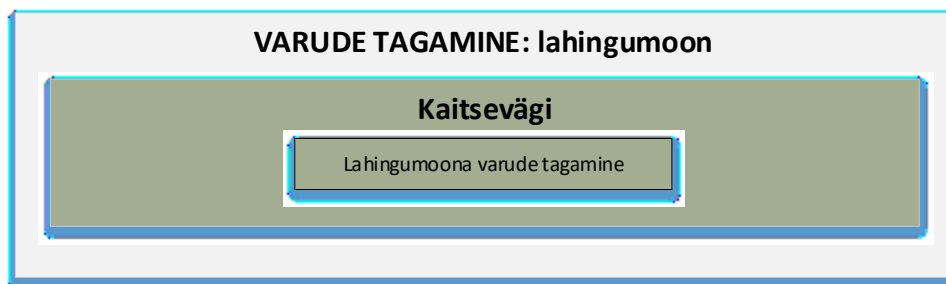 VARUDE TAGAMINE: lahingumoon
Kaitsevägi
Lahingumoona varude tagamine